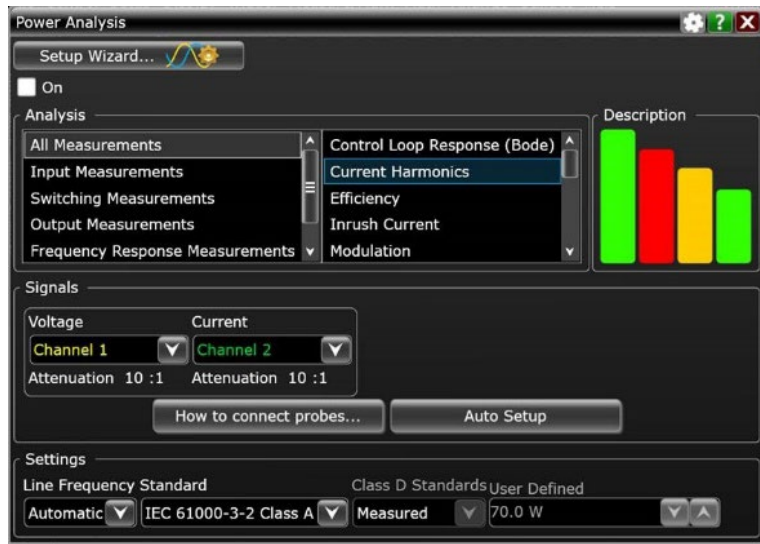 Power Analysis ?
Setup Wizard...
On
Analysis
Description
All Measurements
Input Measurements
Switching Measurements
Output Measurements
Frequency Response Measurements
Control Loop Response (Bode)
Current Harmonics
Efficiency
Inrush Current
Modulation
Signals
Voltage Current
Channel 1 Channel 2
Attenuation 10 :1 Attenuation 10 :1
How to connect probes... Auto Setup
Settings
Line Frequency Standard Class D Standards User Defined
Automatic IEC 61000-3-2 Class A Measured 70.0 W